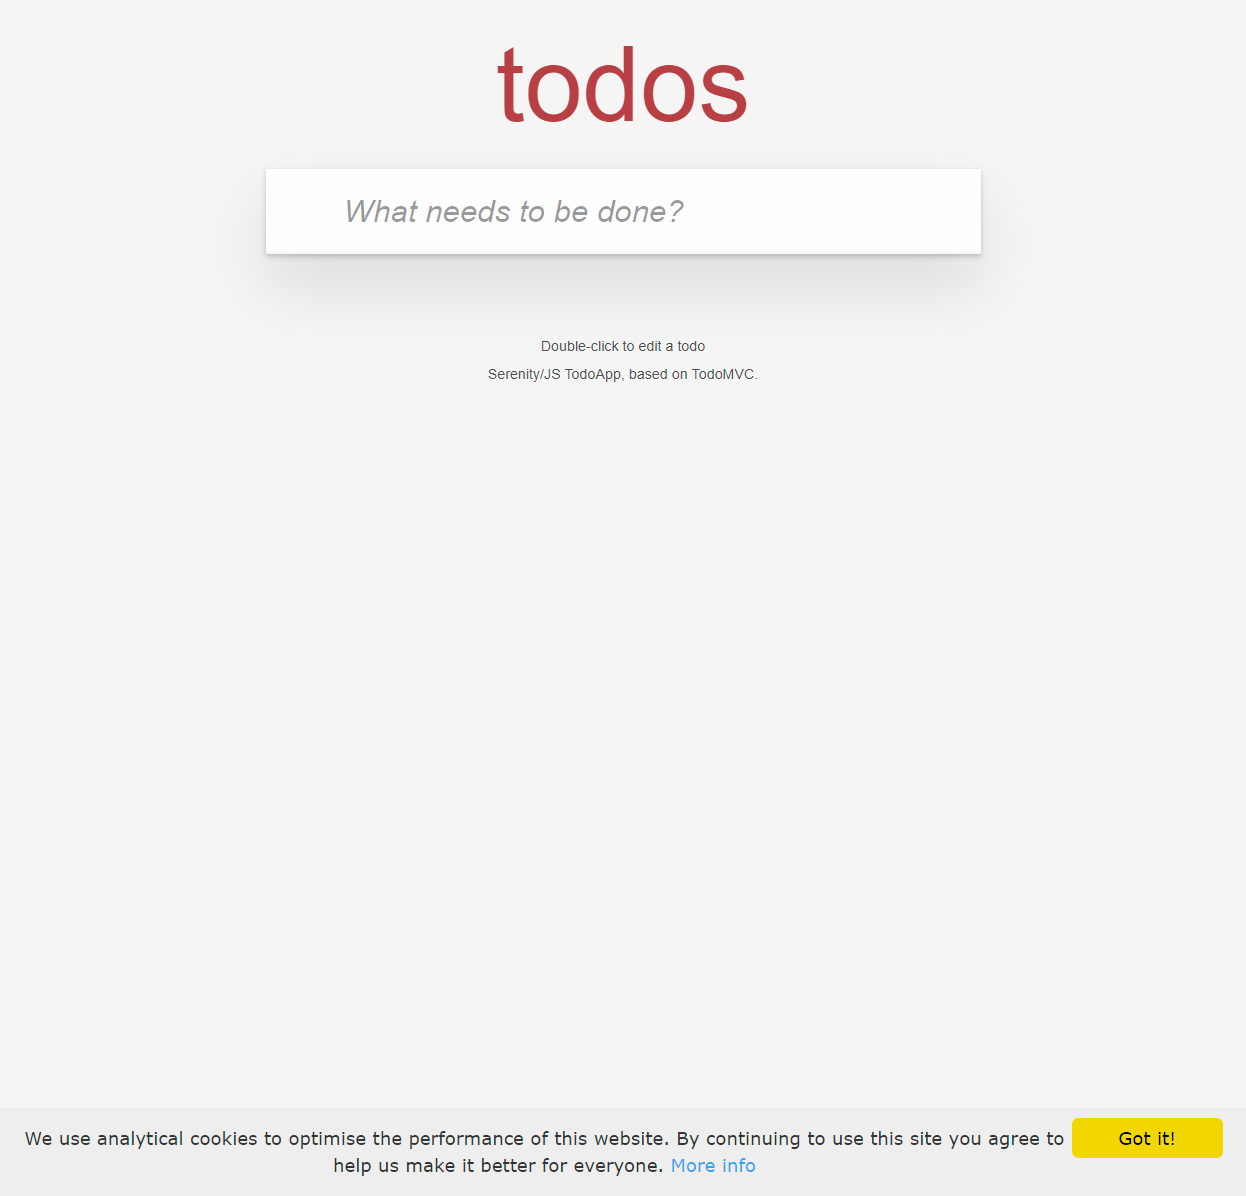 todos
What needs to be done?
Double-click to edit a todo
Serenity/JS TodoApp, based on TodoMVC.
We use analytical cookies to optimise the performance of this website. By continuing to use this site you agree to
help us make it better for everyone. More info
Got it!